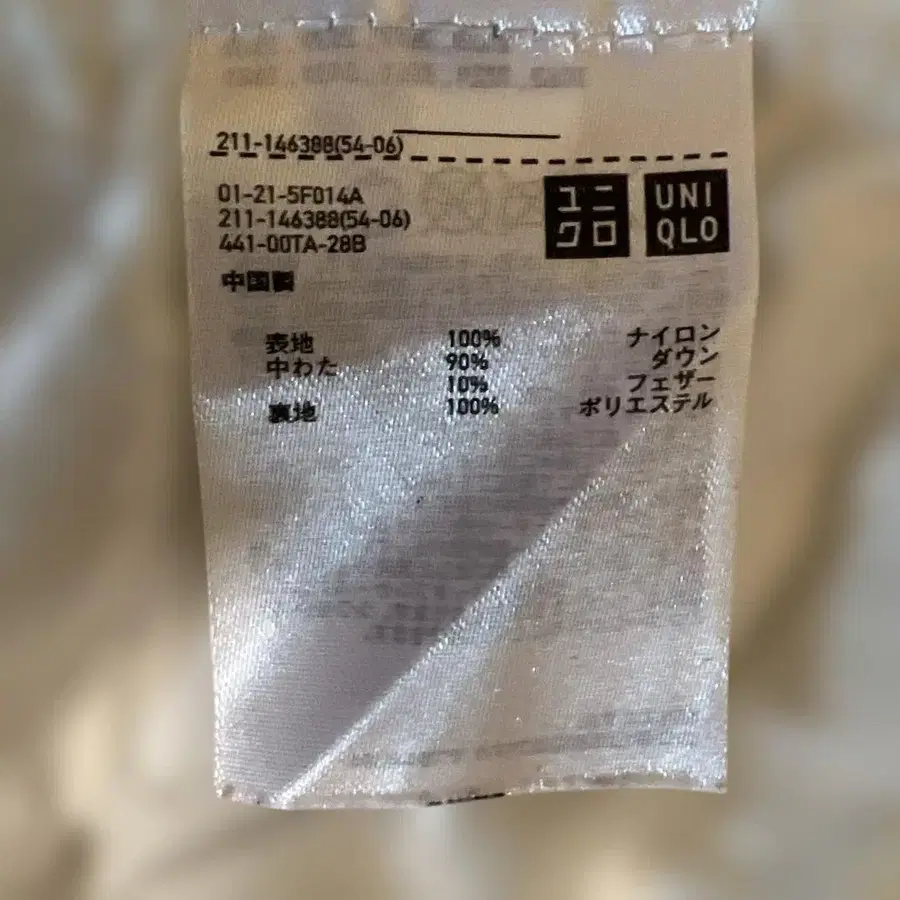 211-146388(54-06)
01-21-5F014A
211-146388(54-06)
441-00TA-28B
中国製
ユニ
クロ
UNI
QLO
表地 100% ナイロン
中わた 90% ダウン
10% フェザー
裏地 100% ポリエステル